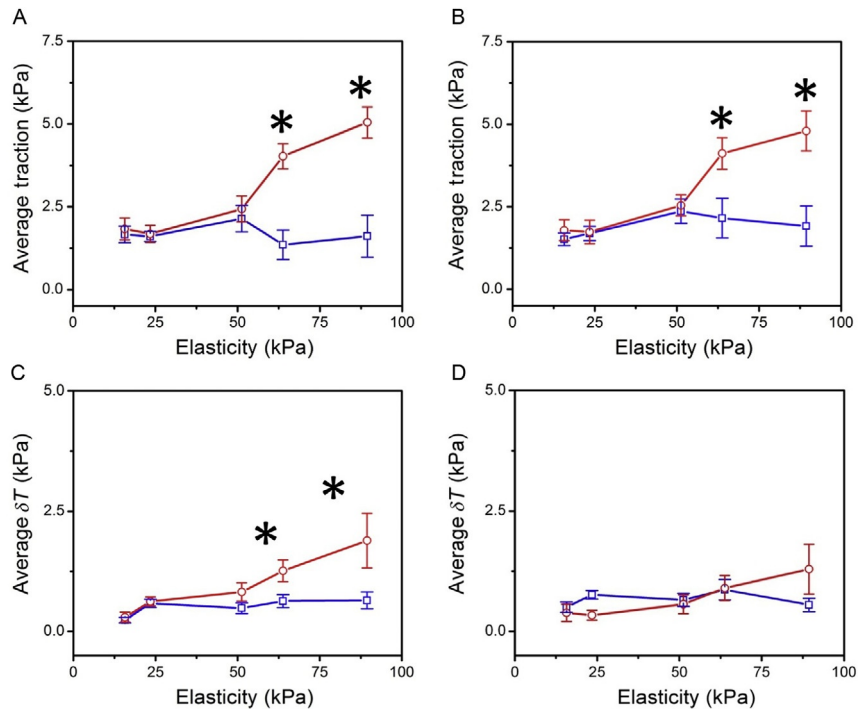 A
B
Average traction (kPa)
7.5
5.0
2.5
0.0
*
*
0 25 50 75 100
Elasticity (kPa)
Average traction (kPa)
7.5
5.0
2.5
0.0
*
*
0 25 50 75 100
Elasticity (kPa)
C
D
Average δT (kPa)
5.0
2.5
0.0
*
*
0 25 50 75 100
Elasticity (kPa)
Average δT (kPa)
5.0
2.5
0.0
0 25 50 75 100
Elasticity (kPa)